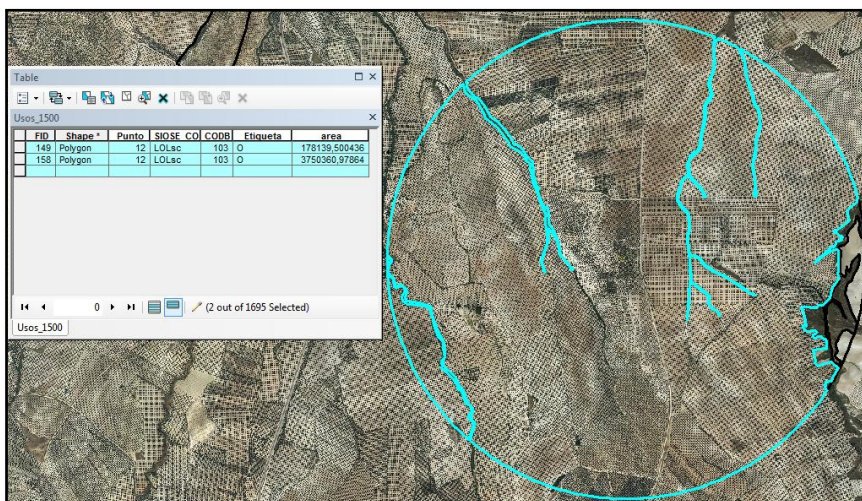 Table
Usos_1500
FID Shape * Punto SIOSE_CO CODB Etiqueta area
149 Polygon 12 LOLsc 103 O 178139,500436
158 Polygon 12 LOLsc 103 O 3750360,97864
0 (2 out of 1695 Selected)
Usos_1500